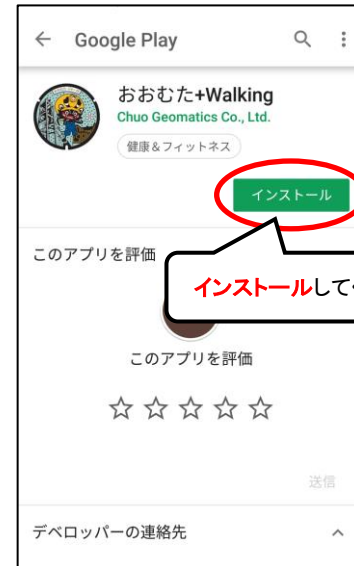 Google Play
おおむた+Walking
Chuo Geomatics Co., Ltd.
健康＆フィットネス
インストール
このアプリを評価
インストールして
このアプリを評価
送信
デベロッパーの連絡先